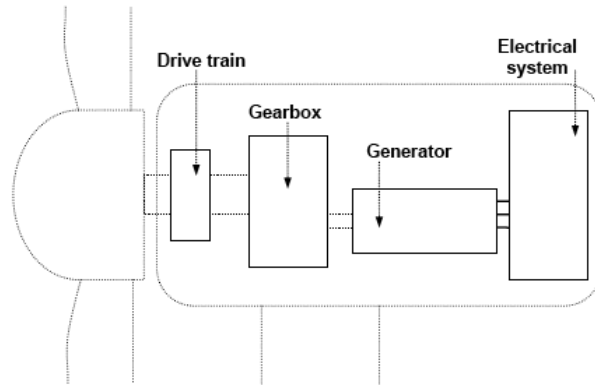 Electrical
system
Drive train
Gearbox
Generator